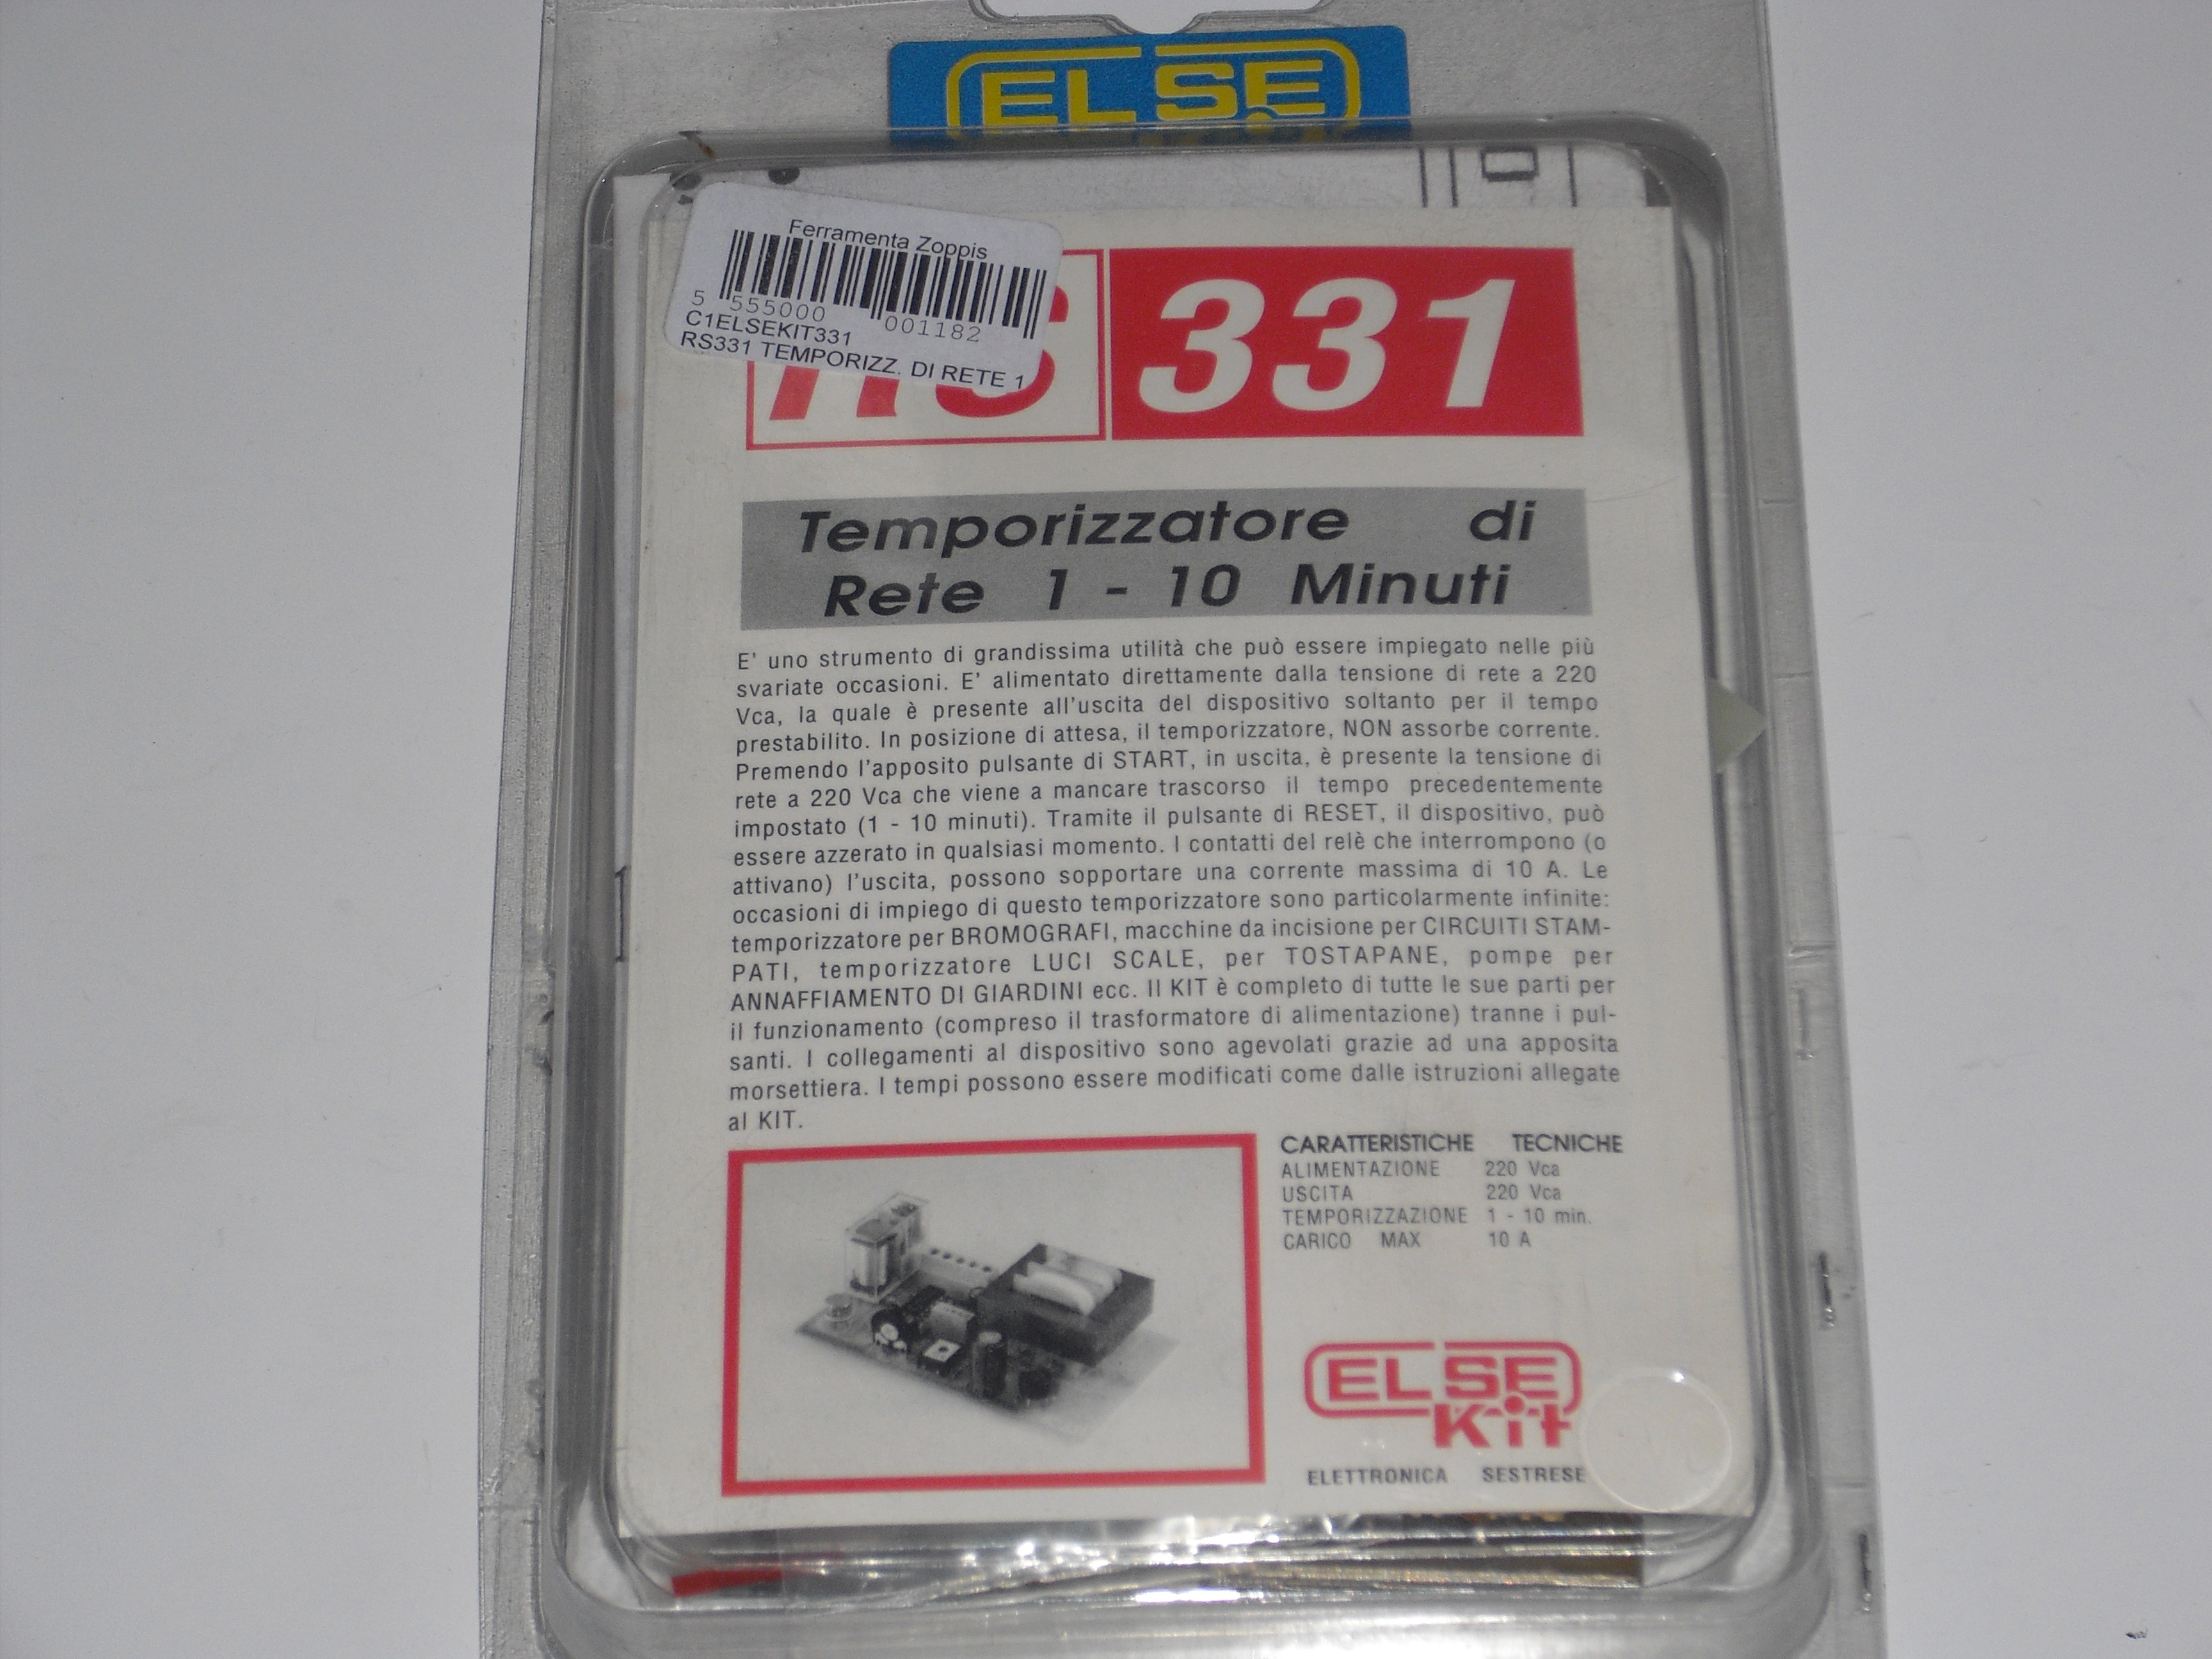 ELSE
Ferramenta Zoppis
5 555000 001182
C1ELSEKIT331
RS331 TEMPORIZZ. DI RETE 1
RS 331
Temporizzatore di
Rete 1 - 10 Minuti
E' uno strumento di grandissima utilità che può essere impiegato nelle più
svariate occasioni. E' alimentato direttamente dalla tensione di rete a 220
Vca, la quale è presente all'uscita del dispositivo soltanto per il tempo
prestabilito. In posizione di attesa, il temporizzatore, NON assorbe corrente.
Premendo l'apposito pulsante di START, in uscita, è presente la tensione di
rete a 220 Vca che viene a mancare trascorso il tempo precedentemente
impostato (1 - 10 minuti). Tramite il pulsante di RESET, il dispositivo, può
essere azzerato in qualsiasi momento. I contatti del relè che interrompono (o
attivano) l'uscita, possono sopportare una corrente massima di 10 A. Le
occasioni di impiego di questo temporizzatore sono particolarmente infinite:
temporizzatore per BROMOGRAFI, macchine da incisione per CIRCUITI STAM-
PATI, temporizzatore LUCI SCALE, per TOSTAPANE, pompe per
ANNAFFIAMENTO DI GIARDINI ecc. Il KIT è completo di tutte le sue parti per
il funzionamento (compreso il trasformatore di alimentazione) tranne i pul-
santi. I collegamenti al dispositivo sono agevolati grazie ad una apposita
morsettiera. I tempi possono essere modificati come dalle istruzioni allegate
al KIT.
CARATTERISTICHE TECNICHE
ALIMENTAZIONE 220 Vca
USCITA 220 Vca
TEMPORIZZAZIONE 1 - 10 min.
CARICO MAX 10 A
ELSE
Kit
ELETTRONICA SESTRESE